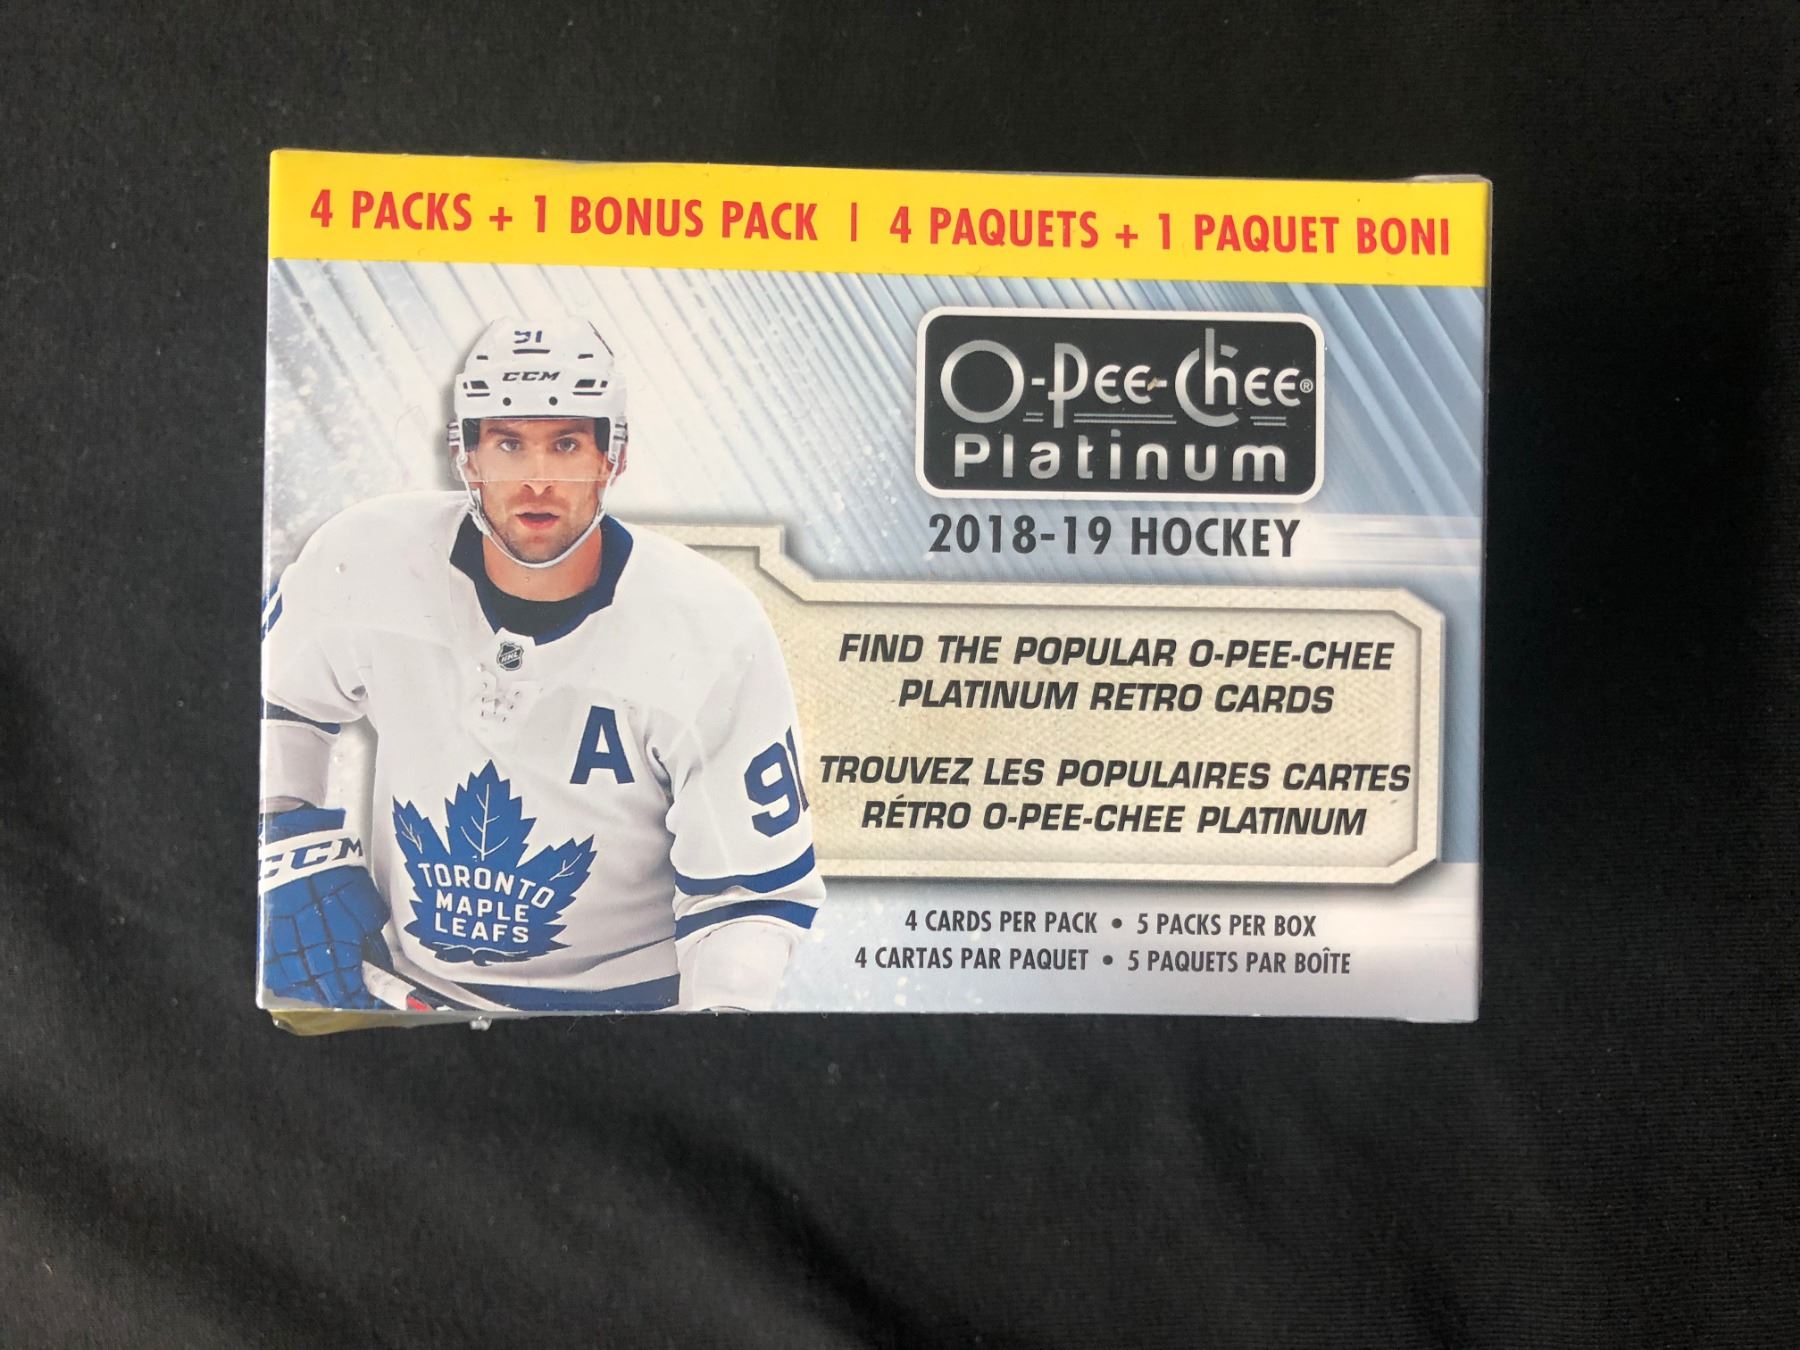 4 PACKS + 1 BONUS PACK | 4 PAQUETS + 1 PAQUET BONI
91
CCM
O-PEE-CHEE®
Platinum
2018-19 HOCKEY
FIND THE POPULAR O-PEE-CHEE
PLATINUM RETRO CARDS
TROUVEZ LES POPULAIRES CARTES
RÉTRO O-PEE-CHEE PLATINUM
4 CARDS PER PACK • 5 PACKS PER BOX
4 CARTAS PAR PAQUET • 5 PAQUETS PAR BOÎTE
NHL
A
91
CCM
TORONTO
MAPLE
LEAFS